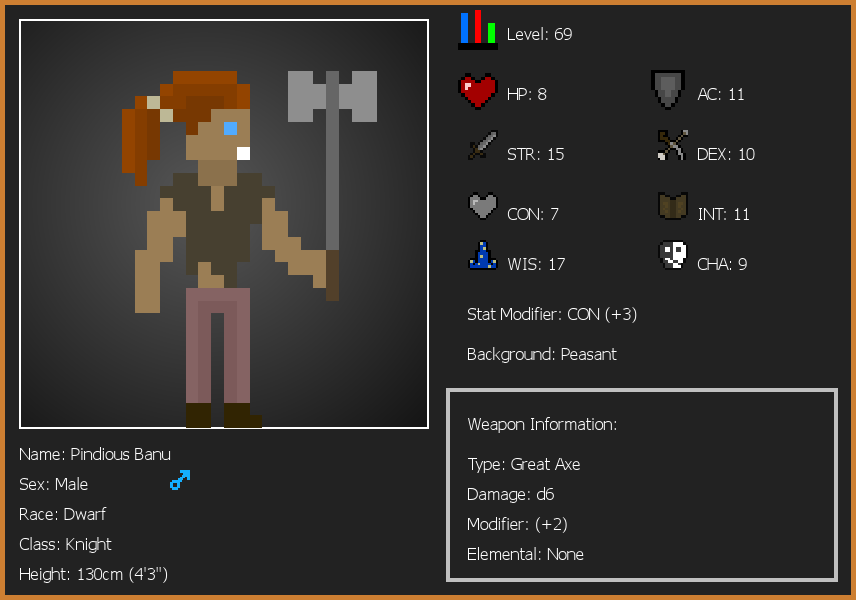 Level: 69
HP: 8
AC: 11
STR: 15
DEX: 10
CON: 7
INT: 11
WIS: 17
CHA: 9
Stat Modifier: CON (+3)
Background: Peasant
Weapon Information:
Type: Great Axe
Damage: d6
Modifier: (+2)
Elemental: None
Name: Pindious Banu
Sex: Male
Race: Dwarf
Class: Knight
Height: 130cm (4'3")